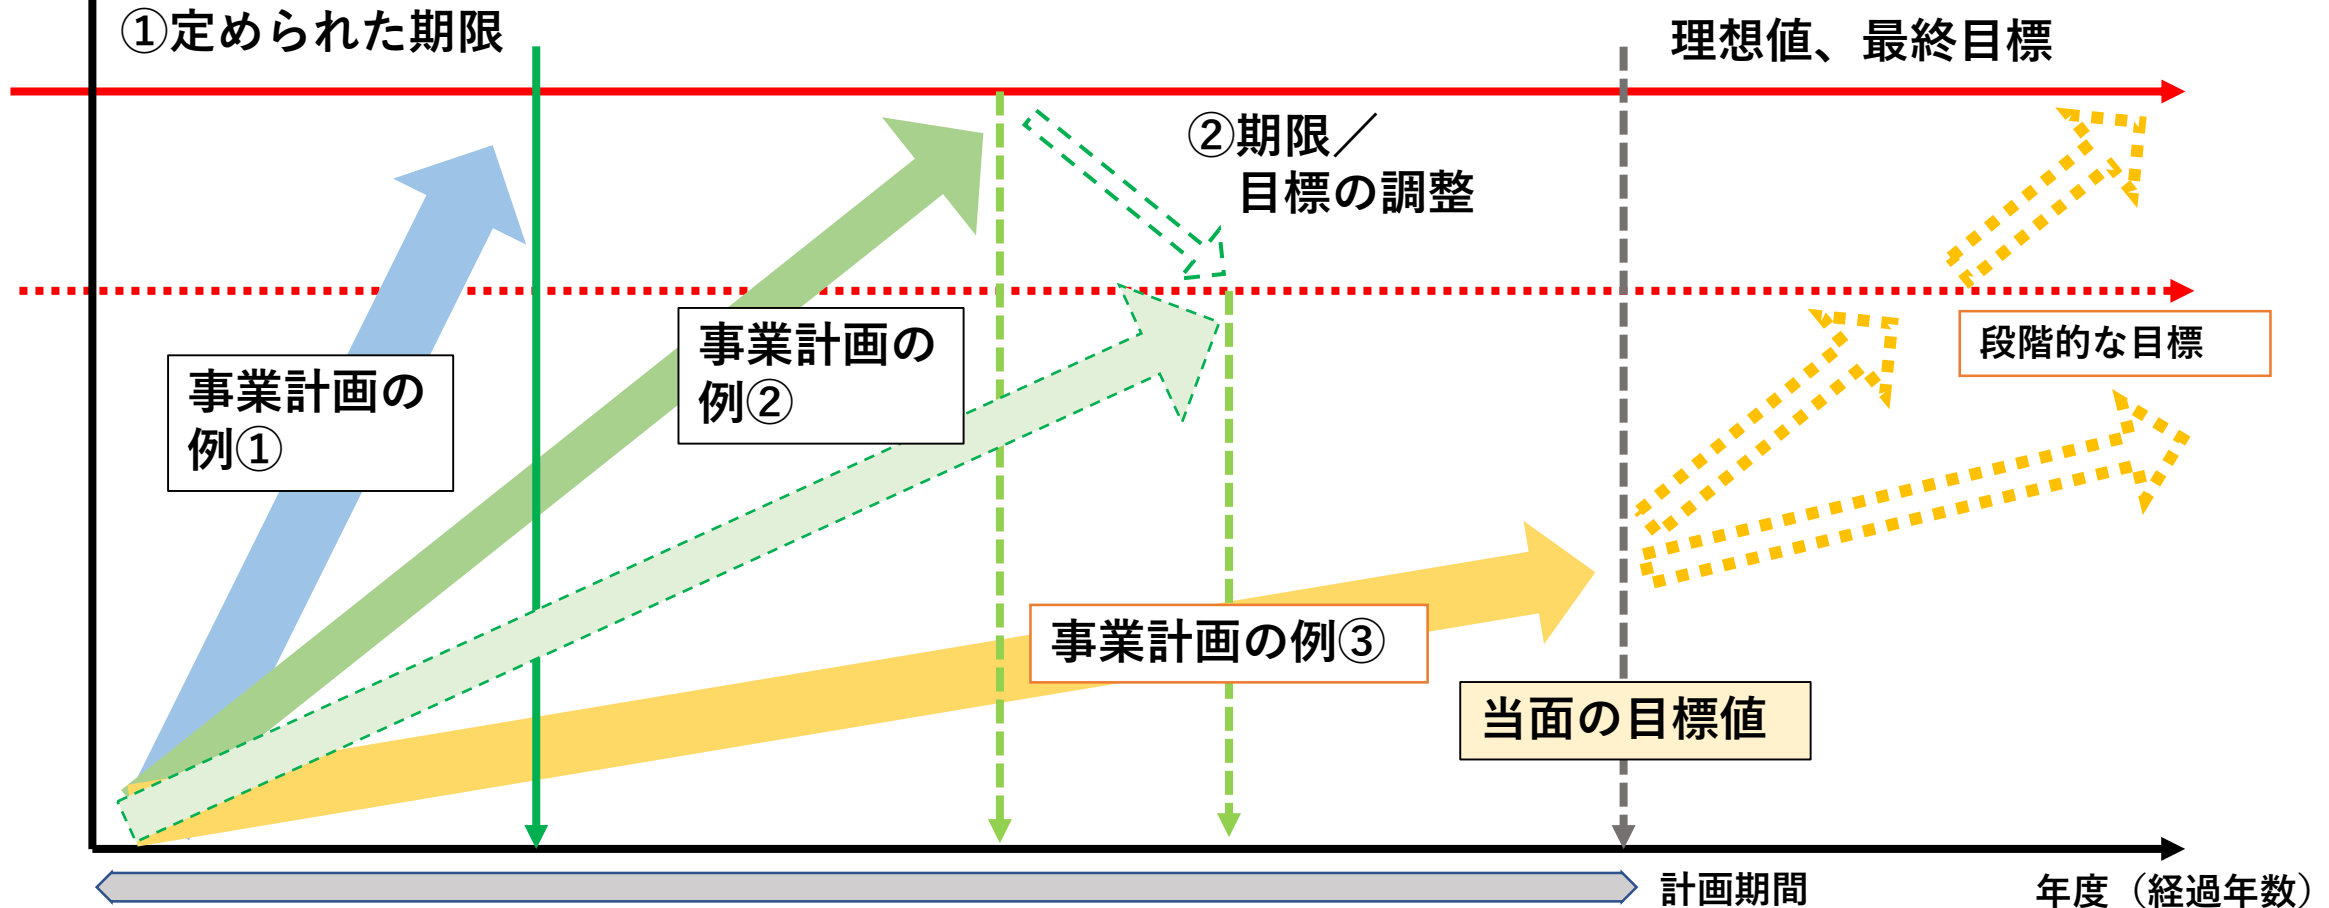 ①定められた期限
理想値、最終目標
②期限／
目標の調整
事業計画の
例①
事業計画の
例②
段階的な目標
事業計画の例③
当面の目標値
計画期間
年度（経過年数）